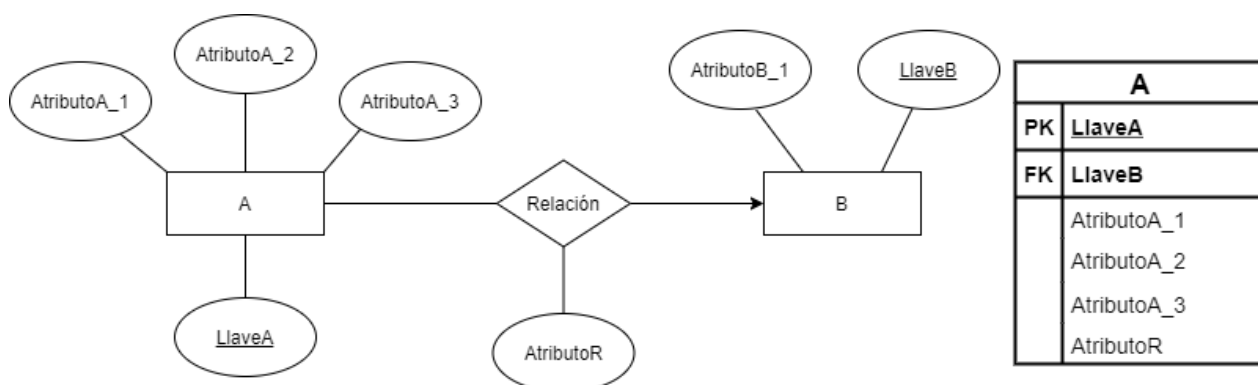 AtributoA_1
AtributoA_2
AtributoA_3
A
LlaveA
Relación
AtributoR
AtributoB_1
LlaveB
B
A
PK LlaveA
FK LlaveB
AtributoA_1
AtributoA_2
AtributoA_3
AtributoR